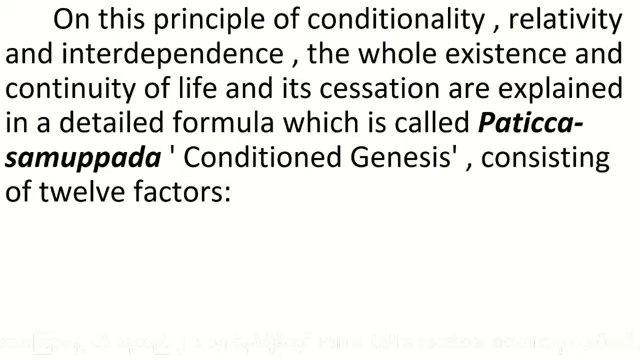 On this principle of conditionality , relativity
and interdependence , the whole existence and
continuity of life and its cessation are explained
in a detailed formula which is called Paticca-
samuppada ' Conditioned Genesis' , consisting
of twelve factors: